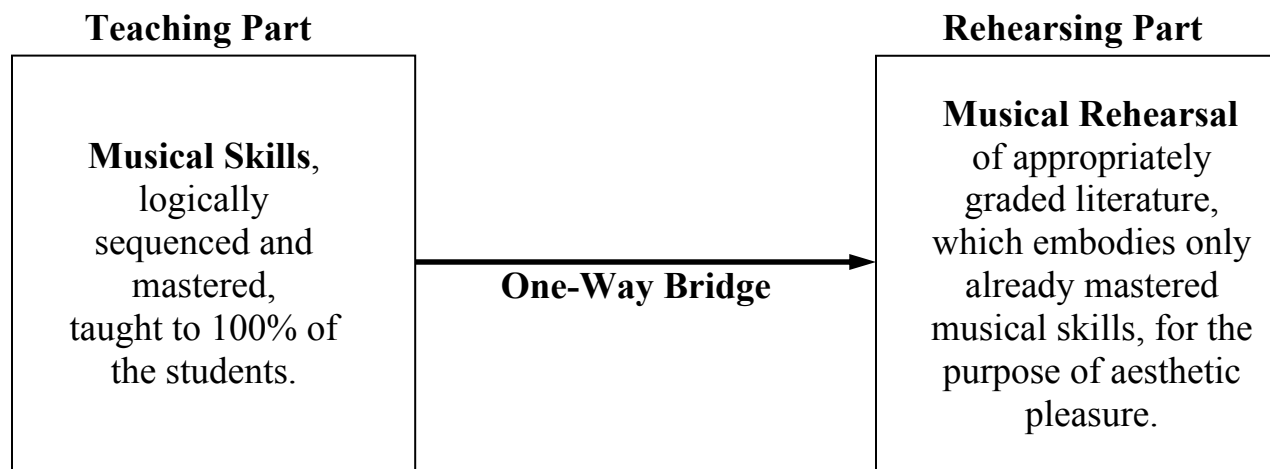 Teaching Part
Musical Skills,
logically
sequenced and
mastered,
taught to 100% of
the students.
One-Way Bridge
Rehearsing Part
Musical Rehearsal
of appropriately
graded literature,
which embodies only
already mastered
musical skills, for the
purpose of aesthetic
pleasure.